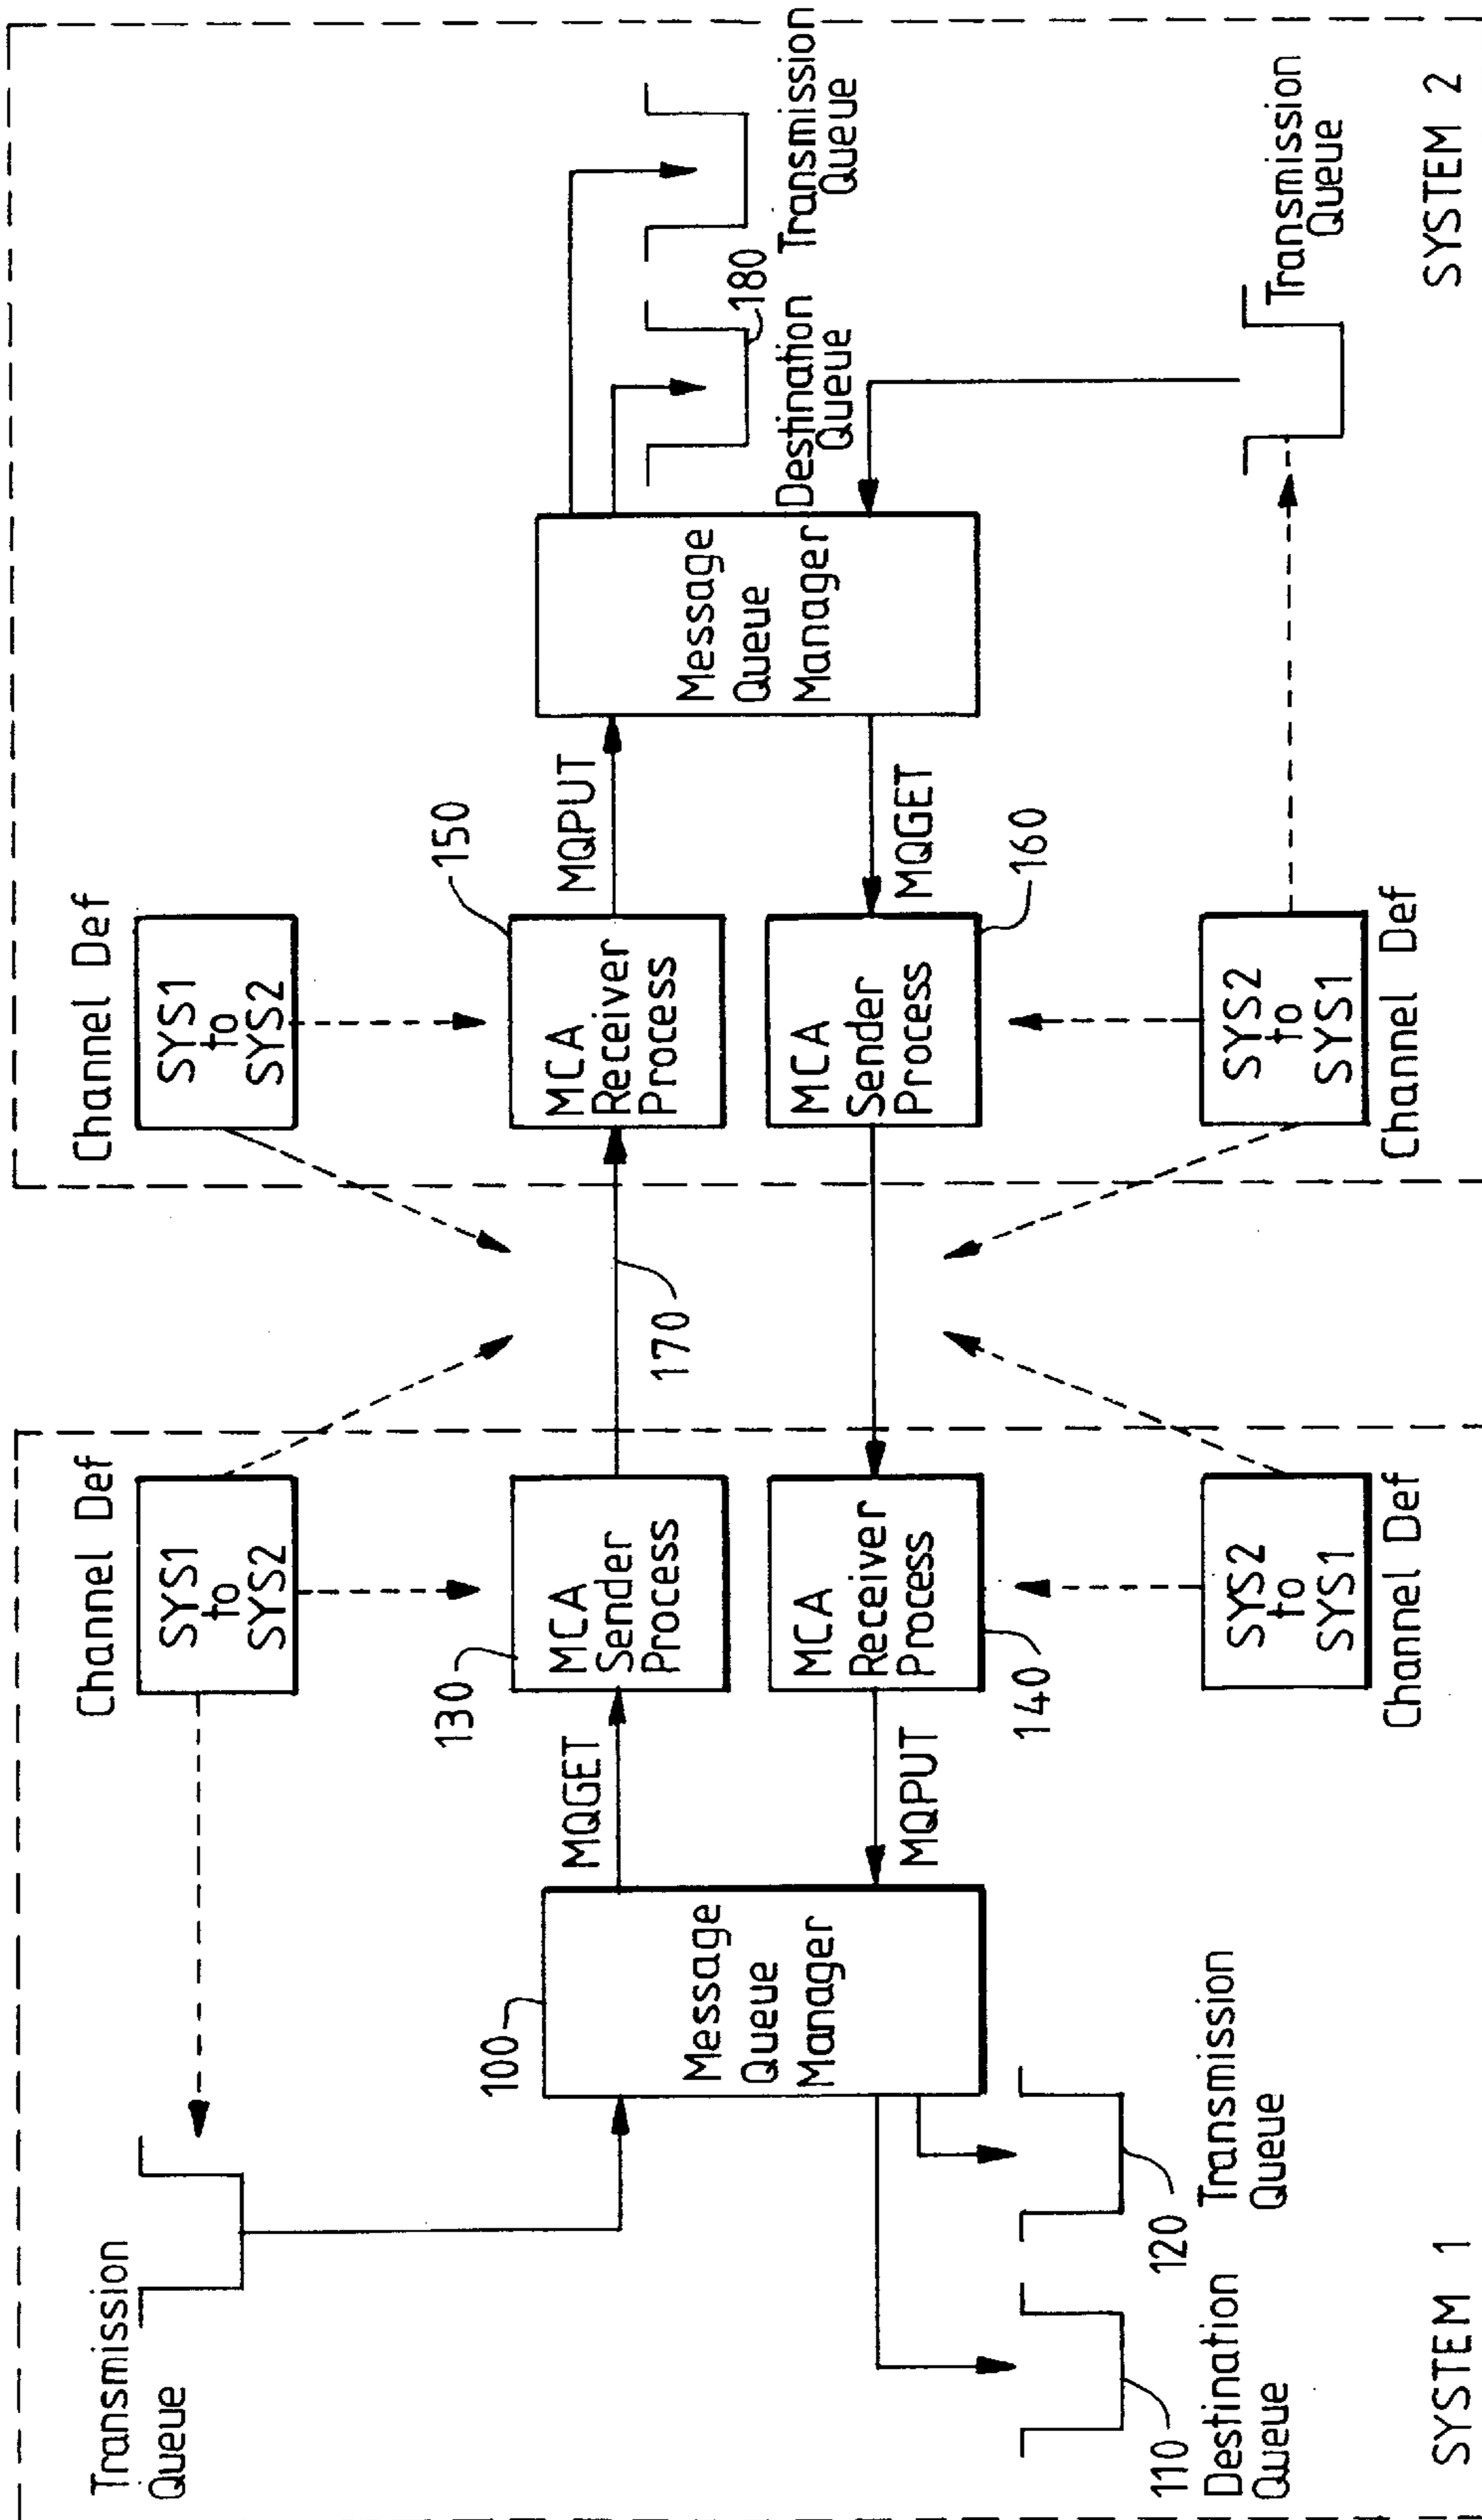 Transmission
Queue
Channel Def
SYS1
to
SYS2
Channel Def
SYS1
to
SYS2
100
Message
Queue
Manager
MQGET
130
MCA
Sender
Process
170
150
MCA
Receiver
Process
MQPUT
Message
Queue
Manager
180
Destination
Queue
Transmission
Queue
MQPUT
140
MCA
Receiver
Process
MCA
Sender
Process
160
MQGET
110
Destination
Queue
120
Transmission
Queue
SYS2
to
SYS1
Channel Def
SYS2
to
SYS1
Channel Def
Transmission
Queue
SYSTEM 1
SYSTEM 2